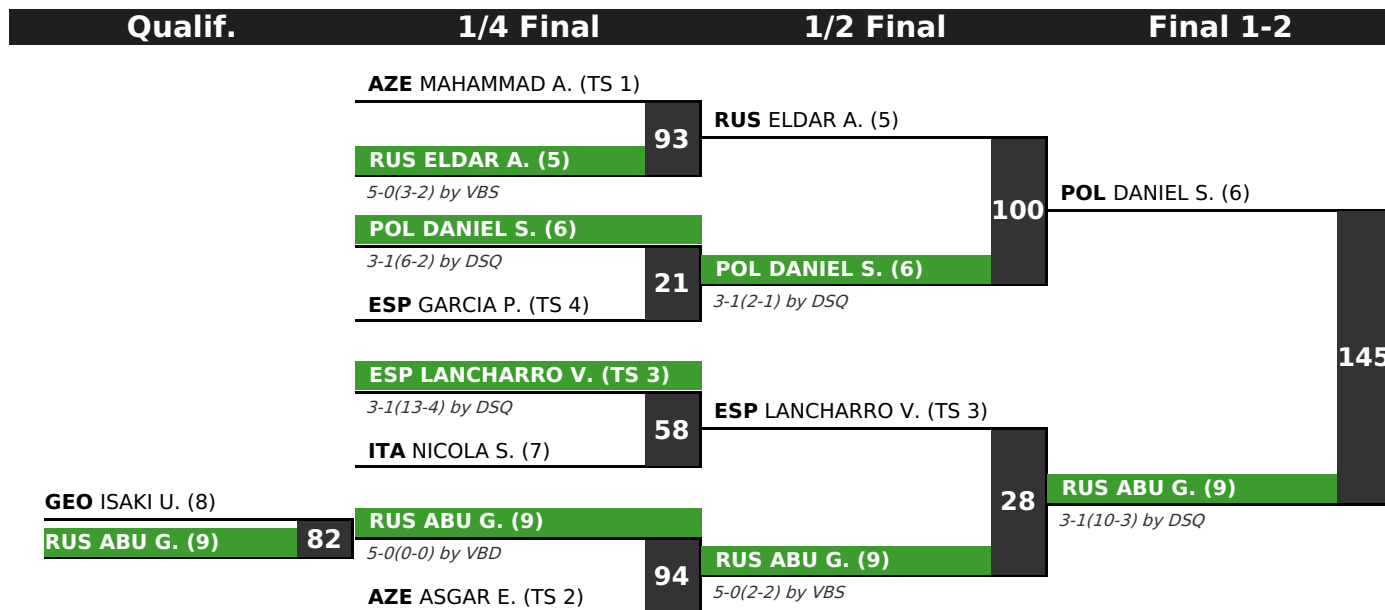 Qualif. 1/4 Final 1/2 Final Final 1-2
AZE MAHAMMAD A. (TS 1)
93
RUS ELDAR A. (5)
5-0(3-2) by VBS
POL DANIEL S. (6)
3-1(6-2) by DSQ
21
ESP GARCIA P. (TS 4)
ESP LANCHARRO V. (TS 3)
3-1(13-4) by DSQ
58
ITA NICOLA S. (7)
GEO ISAKI U. (8)
82
RUS ABU G. (9)
RUS ABU G. (9)
5-0(0-0) by VBD
94
AZE ASGAR E. (TS 2)
RUS ELDAR A. (5)
100
POL DANIEL S. (6)
3-1(2-1) by DSQ
ESP LANCHARRO V. (TS 3)
28
RUS ABU G. (9)
5-0(2-2) by VBS
POL DANIEL S. (6)
145
RUS ABU G. (9)
3-1(10-3) by DSQ